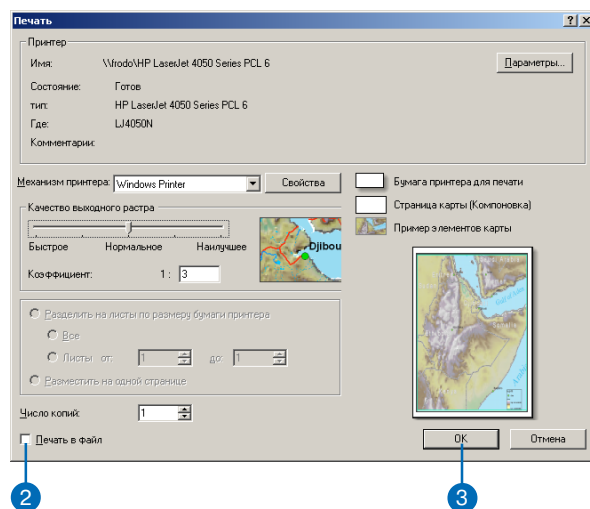 Печать
Принтер
Имя: \\frodo\HP LaserJet 4050 Series PCL 6
Параметры...
Состояние: Готов
тип: HP LaserJet 4050 Series PCL 6
Где: LJ4050N
Комментарии:
Механизм принтера: Windows Printer
Свойства
Качество выходного растра
Быстрое Нормальное Наилучшее
Коэффициент: 1 : 3
Djibou
Бумага принтера для печати
Страница карты (Компоновка)
Пример элементов карты
Разделить на листы по размеру бумаги принтера
Все
Листы от: 1 до: 1
Разместить на одной странице
Число копий: 1
Печать в файл
OK
Отмена
2
3